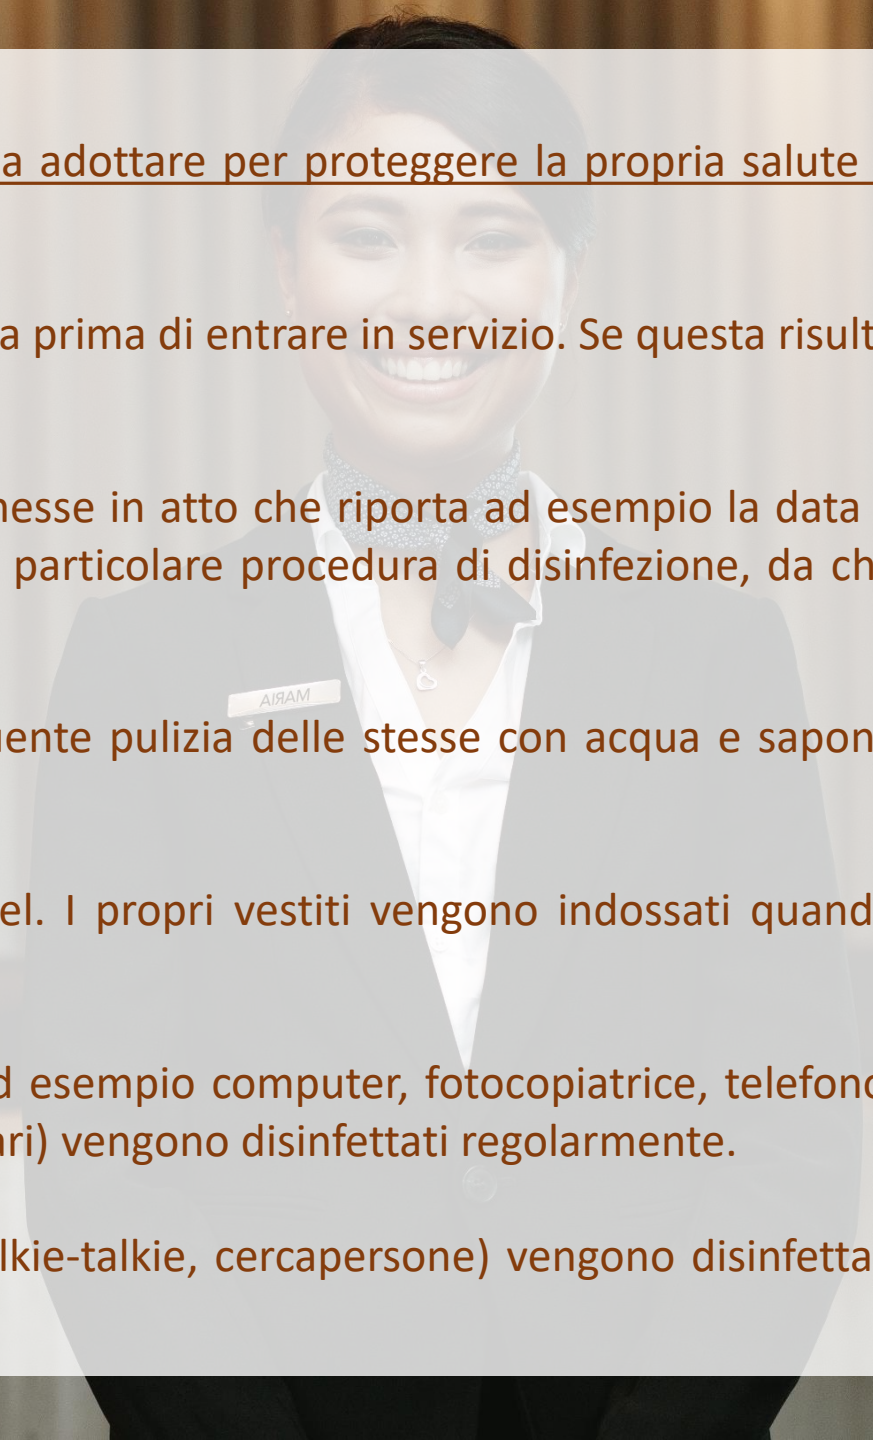 a adottare per proteggere la propria salute
a prima di entrare in servizio. Se questa risult
nesse in atto che riporta ad esempio la data
particolare procedura di disinfezione, da ch
MARIA
uente pulizia delle stesse con acqua e sapon
el. I propri vestiti vengono indossati quand
d esempio computer, fotocopiatrice, telefono
ari) vengono disinfettati regolarmente.
lkie-talkie, cercapersone) vengono disinfetta